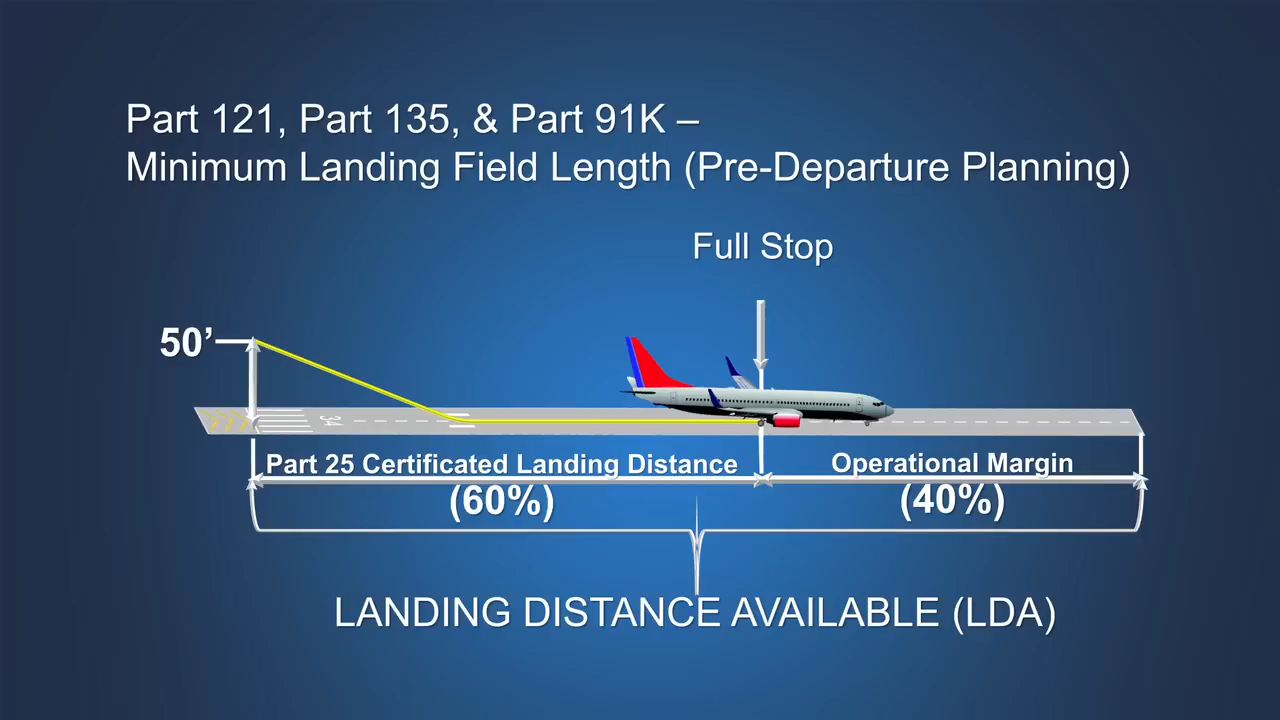 Part 121, Part 135, & Part 91K –
Minimum Landing Field Length (Pre-Departure Planning)
Full Stop
50’
34
Part 25 Certificated Landing Distance
(60%)
Operational Margin
(40%)
LANDING DISTANCE AVAILABLE (LDA)